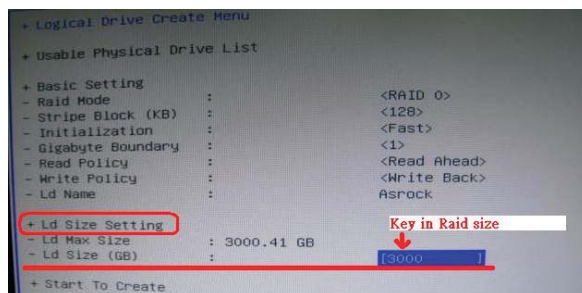 + Logical Drive Create Menu
+ Usable Physical Drive List
+ Basic Setting
- Raid Mode : <RAID 0>
- Stripe Block (KB) : <128>
- Initialization : <Fast>
- Gigabyte Boundary : <1>
- Read Policy : <Read Ahead>
- Write Policy : <Write Back>
- Ld Name : Asrock
+ Ld Size Setting Key in Raid size
- Ld Max Size : 3000.41 GB
- Ld Size (GB) : [3000 ]
+ Start To Create